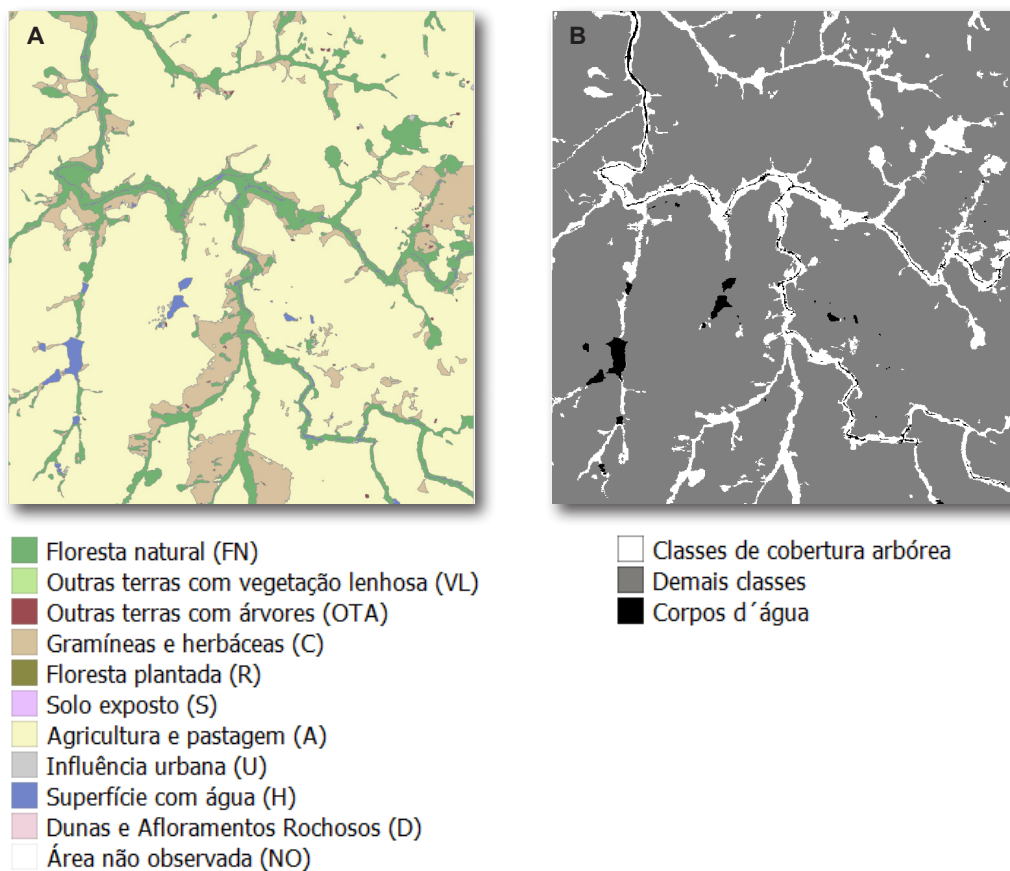 A
B
Floresta natural (FN)
Outras terras com vegetação lenhosa (VL)
Outras terras com árvores (OTA)
Gramíneas e herbáceas (C)
Floresta plantada (R)
Solo exposto (S)
Agricultura e pastagem (A)
Influência urbana (U)
Superfície com água (H)
Dunas e Afloramentos Rochosos (D)
Área não observada (NO)
Classes de cobertura arbórea
Demais classes
Corpos d´água